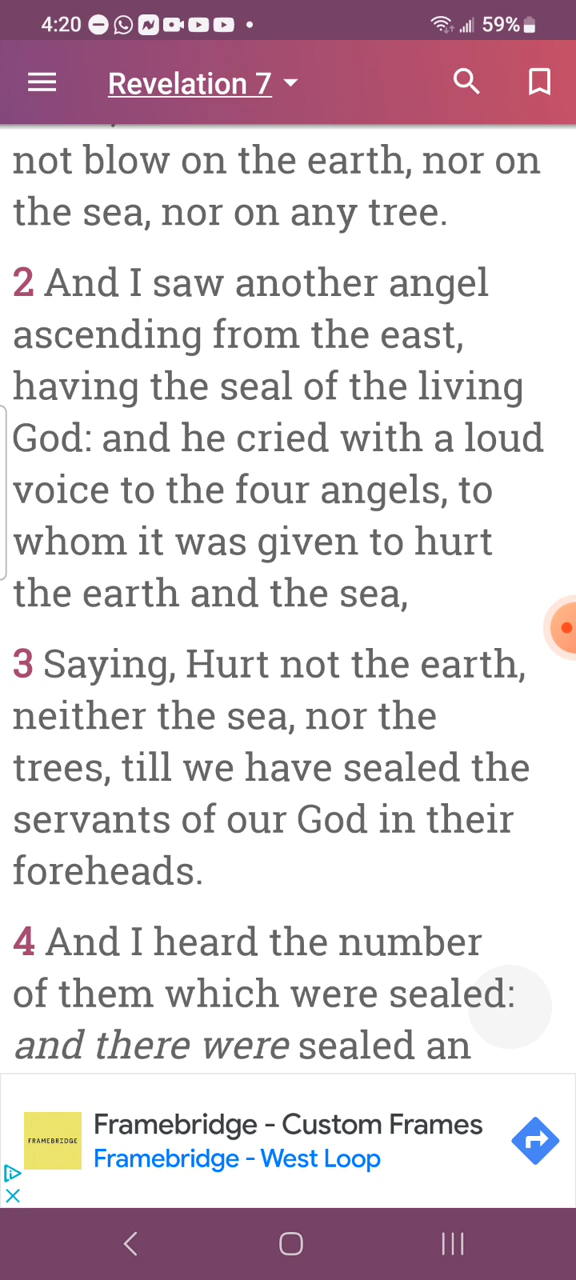 4:20
59%
Revelation 7
not blow on the earth, nor on
the sea, nor on any tree.
2 And I saw another angel
ascending from the east,
having the seal of the living
God: and he cried with a loud
voice to the four angels, to
whom it was given to hurt
the earth and the sea,
3 Saying, Hurt not the earth,
neither the sea, nor the
trees, till we have sealed the
servants of our God in their
foreheads.
4 And I heard the number
of them which were sealed:
and there were sealed an
FRAMEBRIDGE
Framebridge - Custom Frames
Framebridge - West Loop